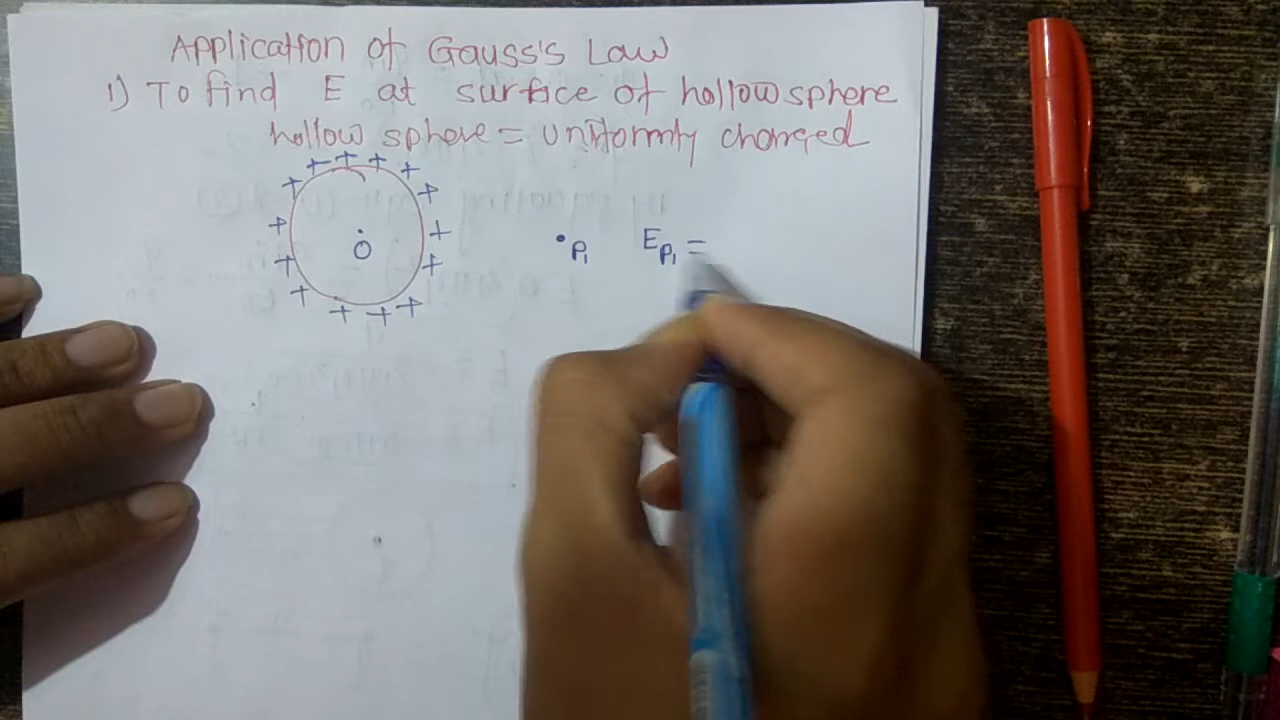 Application of Gauss's Law
1) To find E at surface of hollow sphere
hollow sphere = uniformly charged
+ + + + + + + + + + + + + + +
O
P1 EP1 =